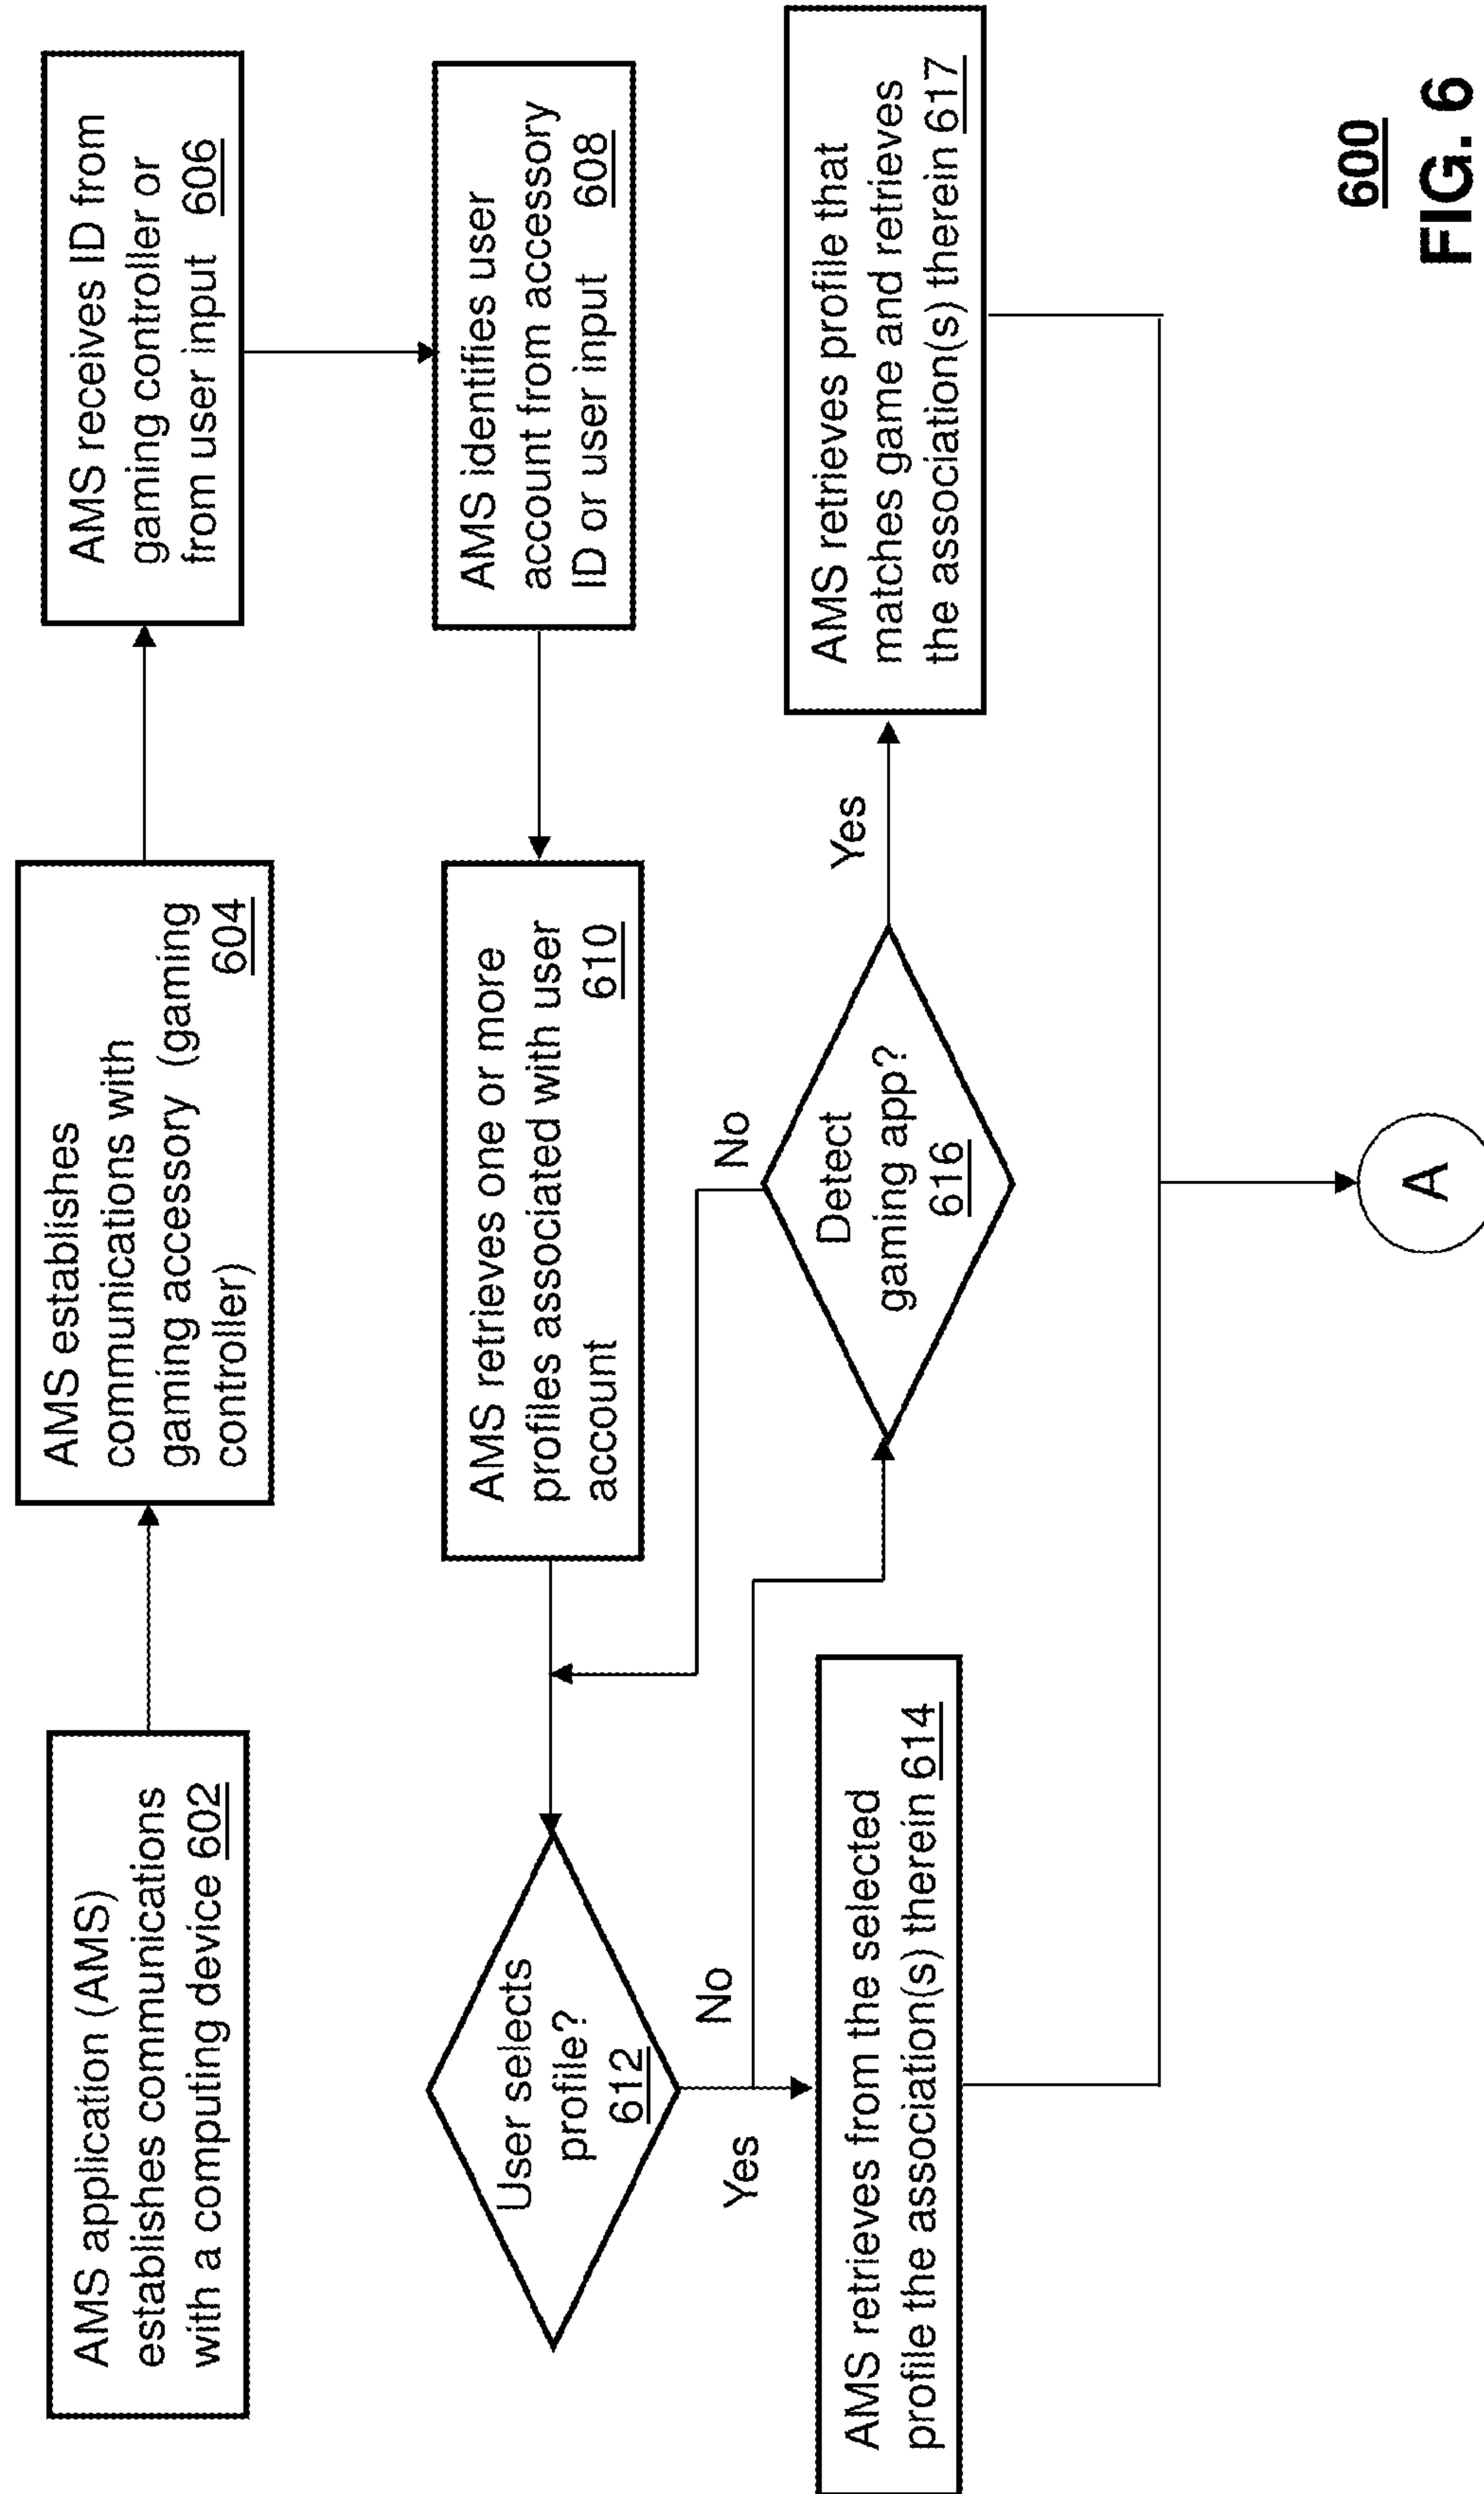 AMS application (AMS)
establishes communications
with a computing device 602
AMS establishes
communications with
gaming accessory (gaming
controller) 604
AMS receives ID from
gaming controller or
from user input 606
AMS identifies user
account from accessory
ID or user input 608
AMS retrieves one or more
profiles associated with user
account 610
User selects
profile?
612
No
Yes
AMS retrieves from the selected
profile the association(s) therein 614
Detect
gaming app?
616
No
Yes
AMS retrieves profile that
matches game and retrieves
the association(s) therein 617
A
600
FIG. 6